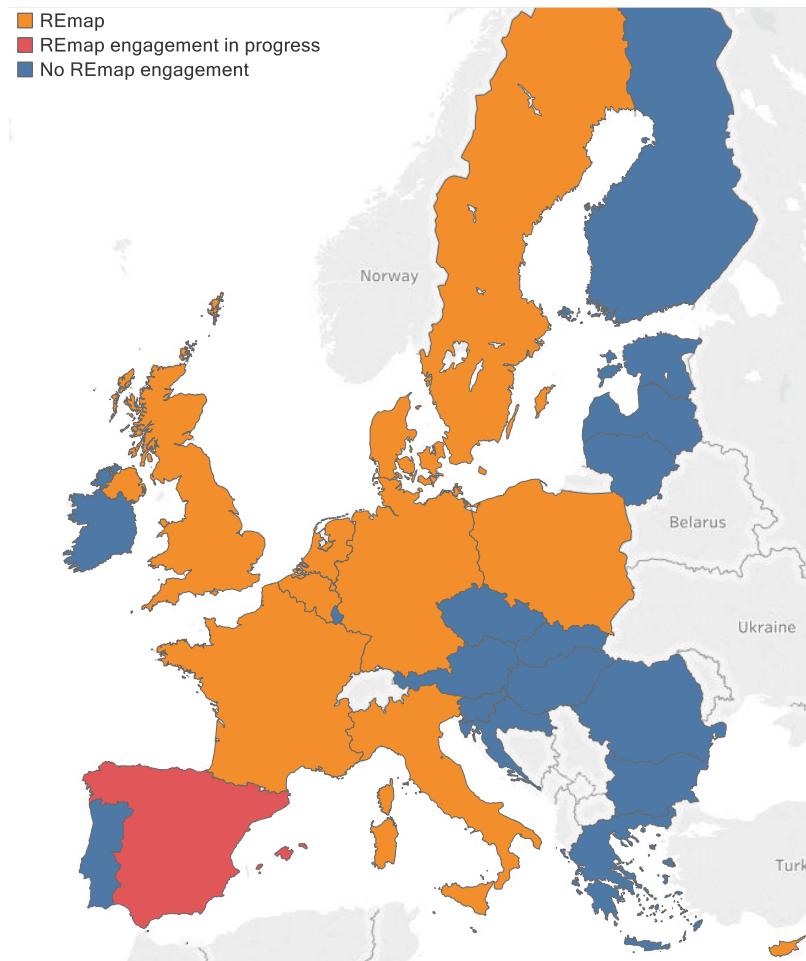 REmap
REmap engagement in progress
No REmap engagement
Norway
Belarus
Ukraine
Turk